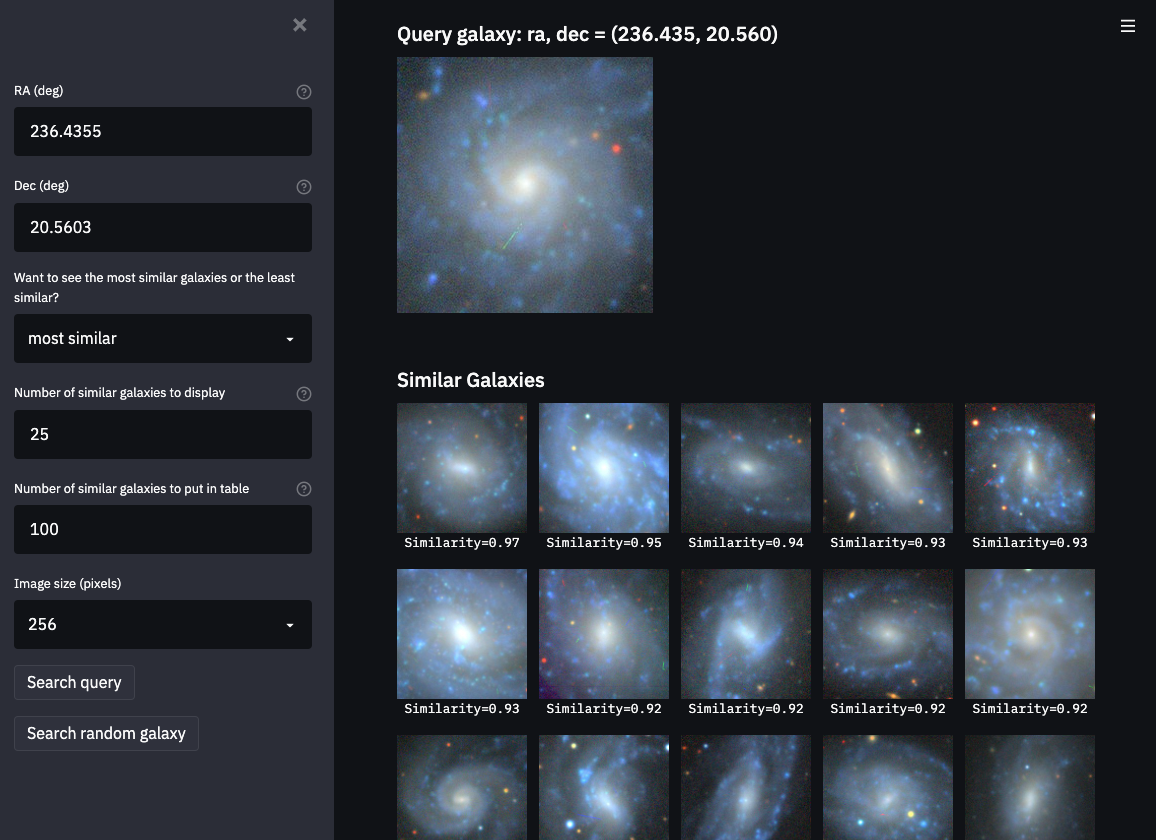 RA (deg)
236.4355
Dec (deg)
20.5603
Want to see the most similar galaxies or the least
similar?
most similar
Number of similar galaxies to display
25
Number of similar galaxies to put in table
100
Image size (pixels)
256
Search query
Search random galaxy
Query galaxy: ra, dec = (236.435, 20.560)
Similar Galaxies
Similarity=0.97 Similarity=0.95 Similarity=0.94 Similarity=0.93 Similarity=0.93
Similarity=0.93 Similarity=0.92 Similarity=0.92 Similarity=0.92 Similarity=0.92